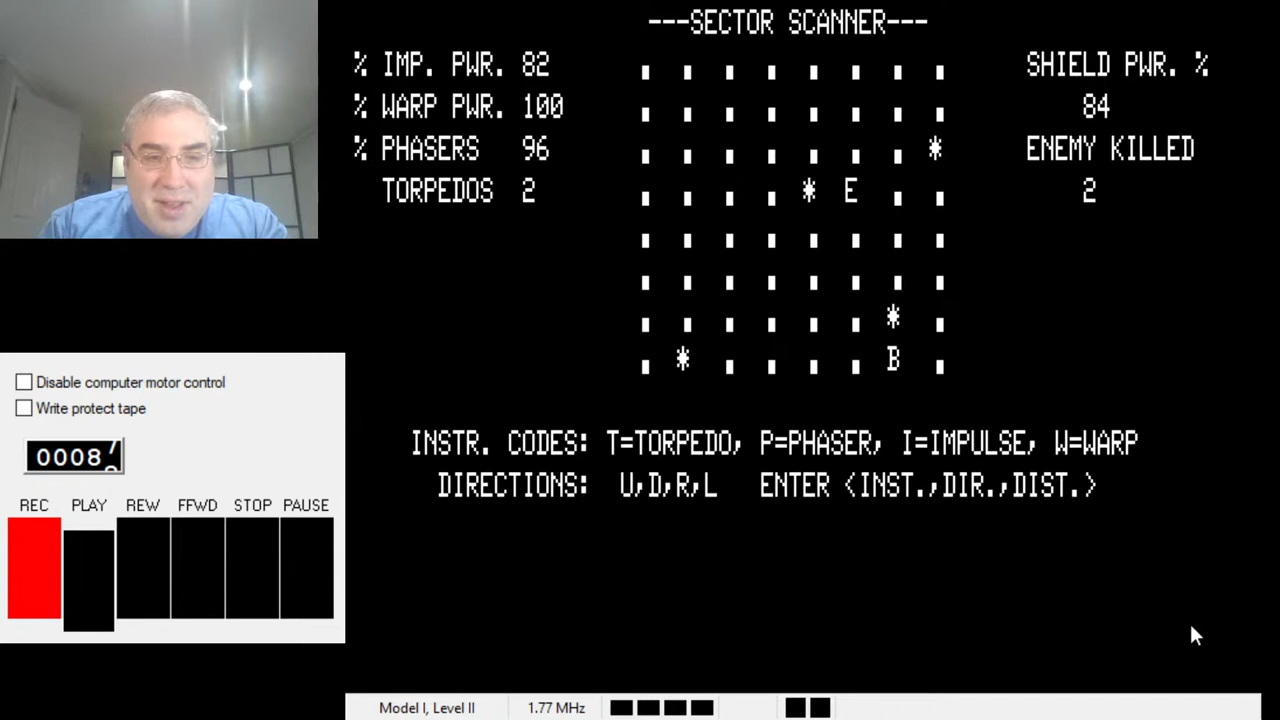 ---SECTOR SCANNER---
% IMP. PWR. 82 . . . . . . . . SHIELD PWR. %
% WARP PWR. 100 . . . . . . . . 84
% PHASERS 96 . . . . . . . * ENEMY KILLED
TORPEDOS 2 . . . . * E . . 2
. . . . . . . .
. . . . . . . .
. . . . . . * .
. * . . . . B .
INSTR. CODES: T=TORPEDO, P=PHASER, I=IMPULSE, W=WARP
DIRECTIONS: U,D,R,L ENTER <INST.,DIR.,DIST.>
Disable computer motor control
Write protect tape
0008
REC PLAY REW FFWD STOP PAUSE
Model I, Level II 1.77 MHz